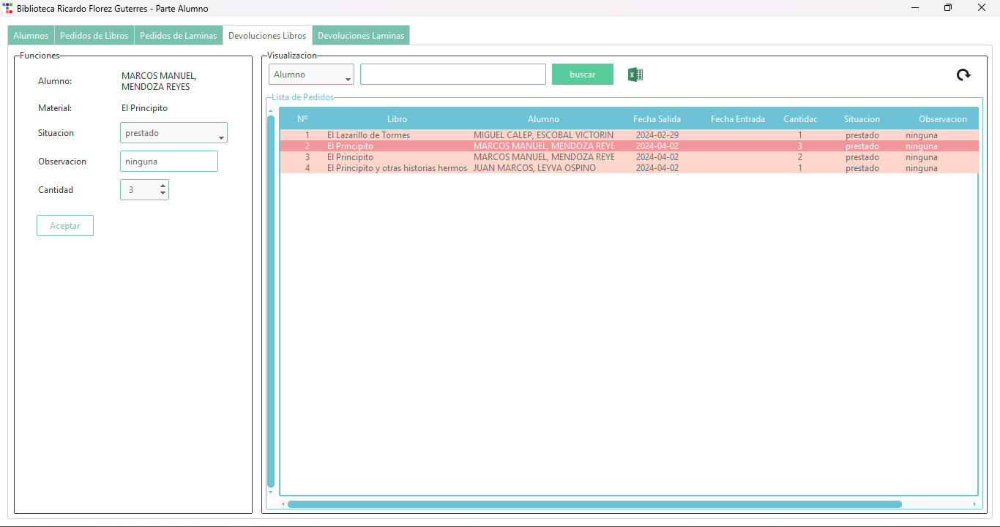 Biblioteca Ricardo Florez Guterres - Parte Alumno
Alumnos Pedidos de Libros Pedidos de Laminas Devoluciones Libros Devoluciones Laminas
Funciones
Alumno: MARCOS MANUEL,
MENDOZA REYES
Material: El Principito
Situacion prestado
Observacion ninguna
Cantidad 3
Aceptar
Visualizacion
Alumno buscar
Lista de Pedidos
Nº Libro Alumno Fecha Salida Fecha Entrada Cantidac Situacion Observacion
1 El Lazarillo de Tormes MIGUEL CALEP, ESCOBAL VICTORIN 2024-02-29 1 prestado ninguna
2 El Principito MARCOS MANUEL, MENDOZA REYE 2024-04-02 3 prestado ninguna
3 El Principito MARCOS MANUEL, MENDOZA REYE 2024-04-02 2 prestado ninguna
4 El Principito y otras historias hermos JUAN MARCOS, LEYVA OSPINO 2024-04-02 1 prestado ninguna